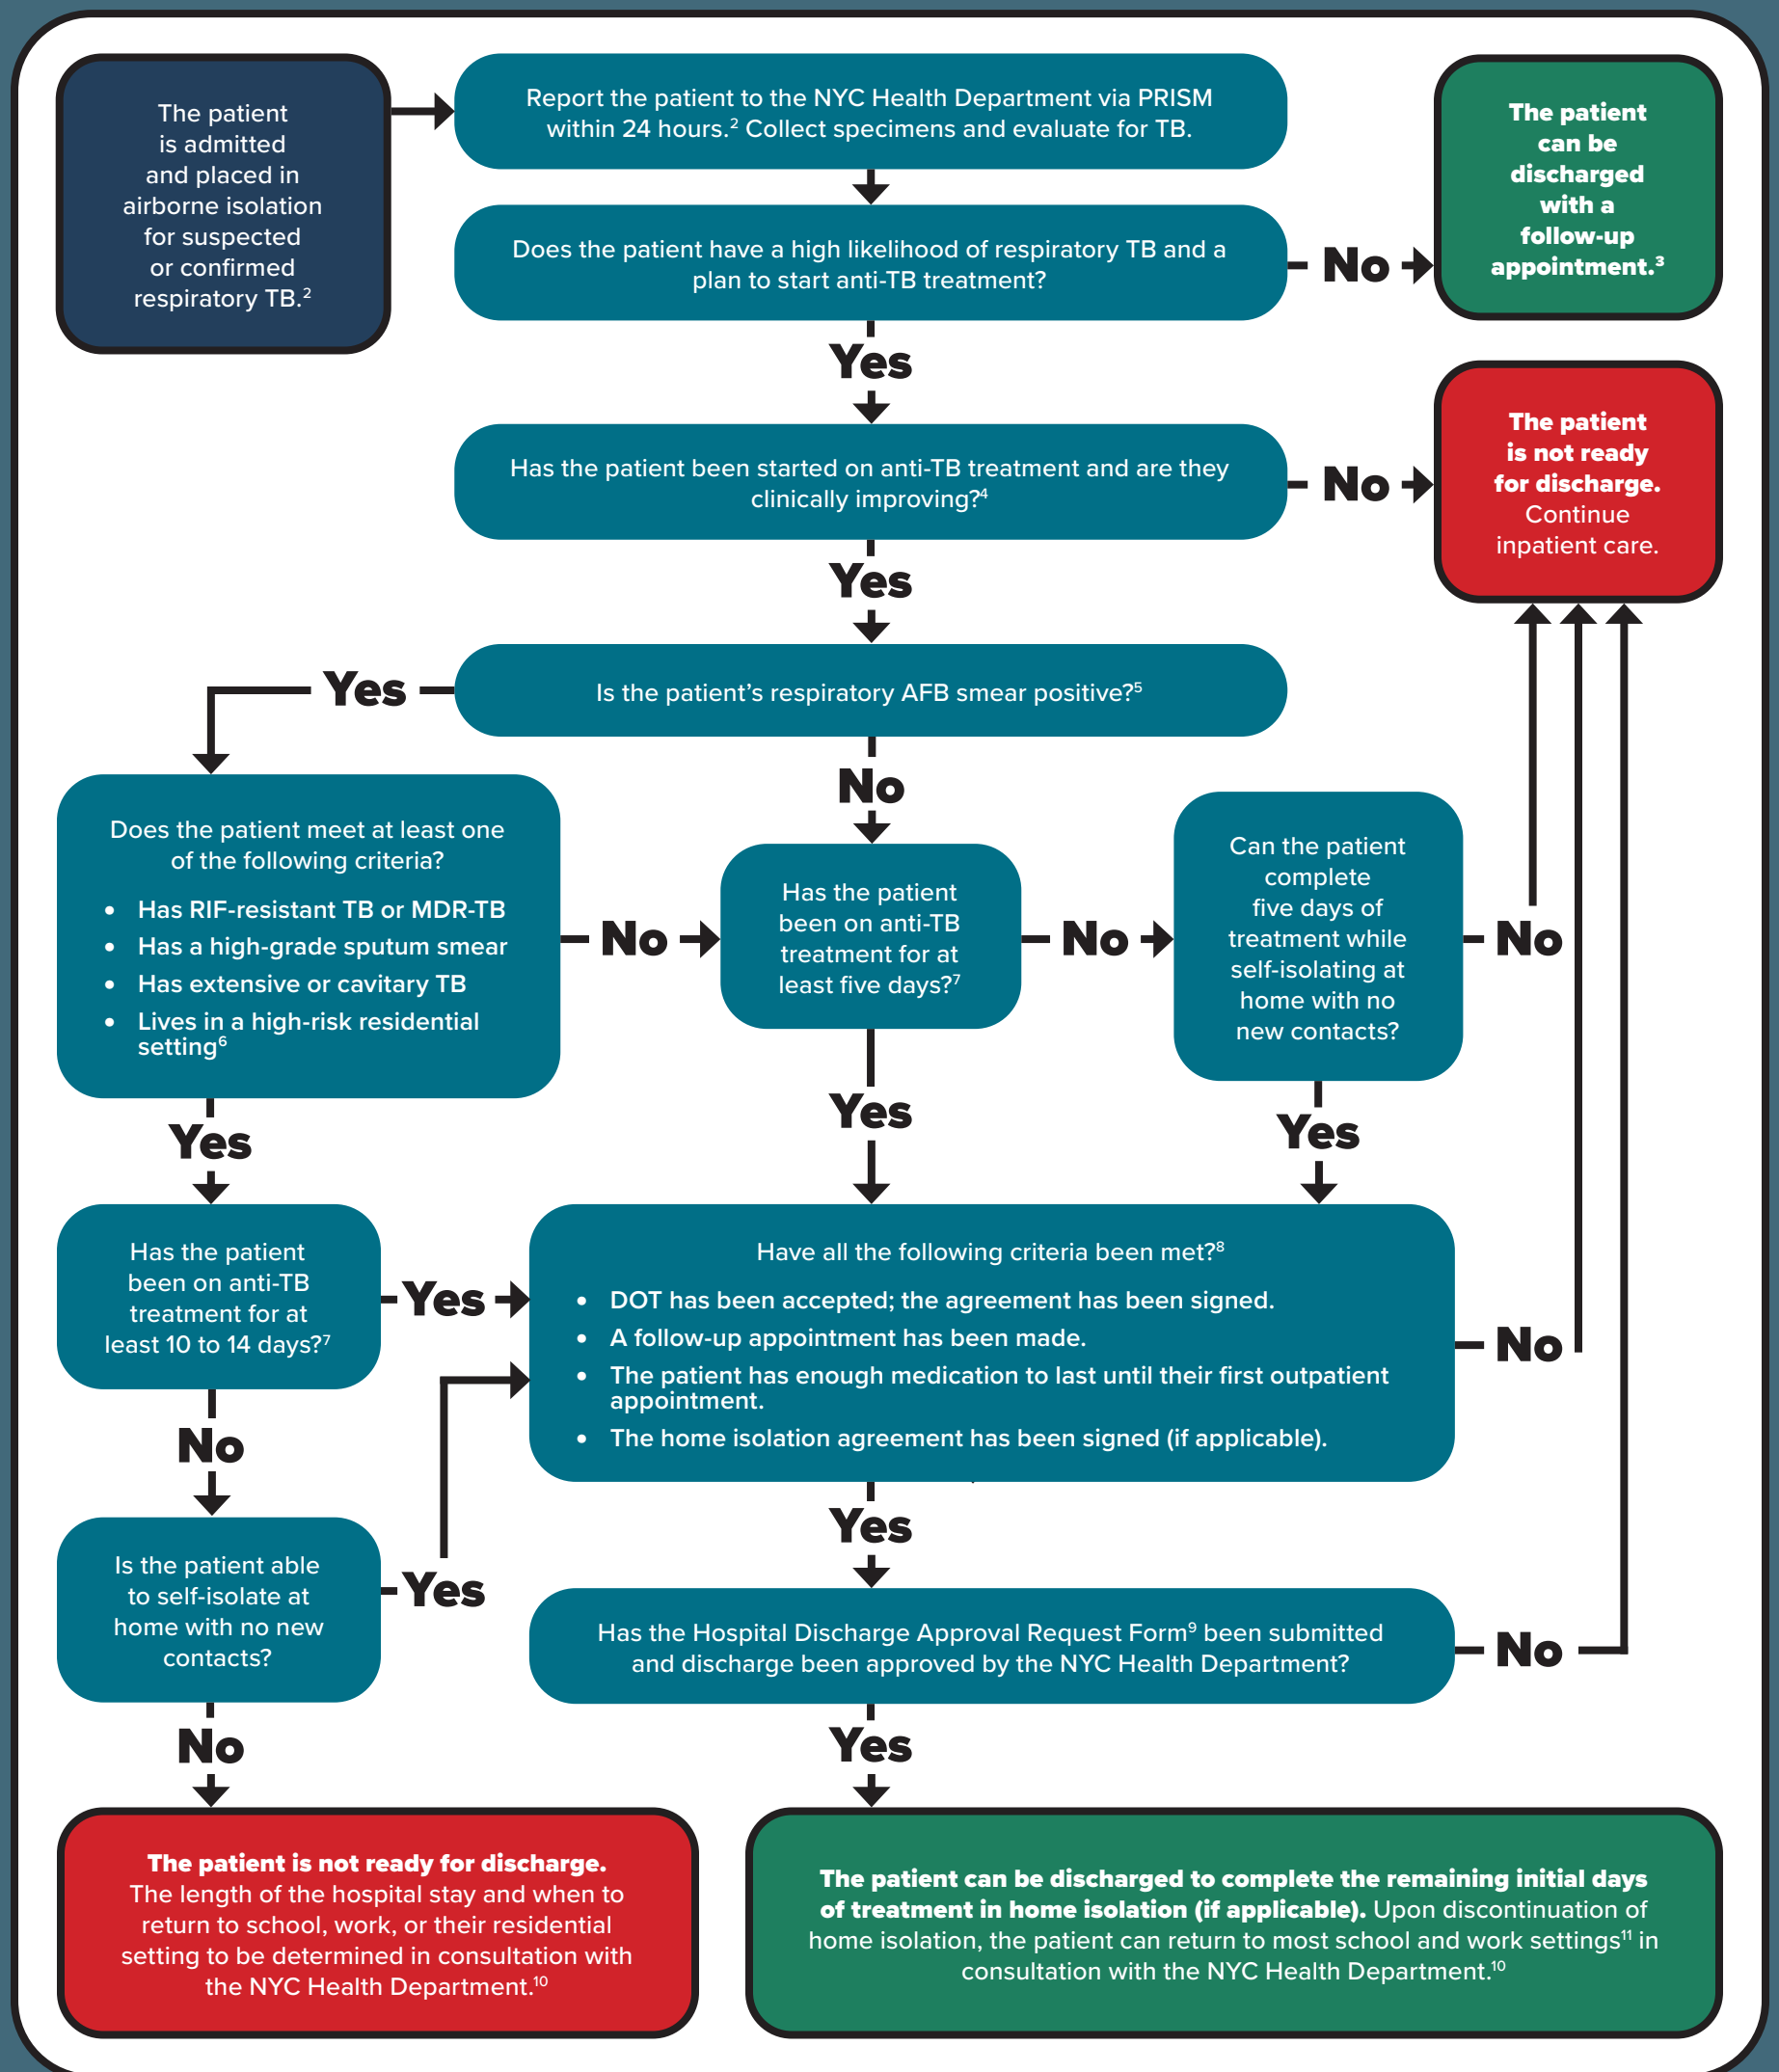 The patient
is admitted
and placed in
airborne isolation
for suspected
or confirmed
respiratory TB.²
Report the patient to the NYC Health Department via PRISM
within 24 hours.² Collect specimens and evaluate for TB.
Does the patient have a high likelihood of respiratory TB and a
plan to start anti-TB treatment?
No
The patient
can be
discharged
with a
follow-up
appointment.³
Yes
Has the patient been started on anti-TB treatment and are they
clinically improving?⁴
No
The patient
is not ready
for discharge.
Continue
inpatient care.
Yes
Is the patient’s respiratory AFB smear positive?⁵
Yes
No
Does the patient meet at least one
of the following criteria?
• Has RIF-resistant TB or MDR-TB
• Has a high-grade sputum smear
• Has extensive or cavitary TB
• Lives in a high-risk residential
setting⁶
No
Has the patient
been on anti-TB
treatment for at
least five days?⁷
No
Can the patient
complete
five days of
treatment while
self-isolating at
home with no
new contacts?
No
Yes
Yes
Yes
Has the patient
been on anti-TB
treatment for at
least 10 to 14 days?⁷
Yes
Have all the following criteria been met?⁸
• DOT has been accepted; the agreement has been signed.
• A follow-up appointment has been made.
• The patient has enough medication to last until their first outpatient
appointment.
• The home isolation agreement has been signed (if applicable).
No
No
Yes
Is the patient able
to self-isolate at
home with no new
contacts?
Yes
Has the Hospital Discharge Approval Request Form⁹ been submitted
and discharge been approved by the NYC Health Department?
No
No
Yes
The patient is not ready for discharge.
The length of the hospital stay and when to
return to school, work, or their residential
setting to be determined in consultation with
the NYC Health Department.¹⁰
The patient can be discharged to complete the remaining initial days
of treatment in home isolation (if applicable). Upon discontinuation of
home isolation, the patient can return to most school and work settings¹¹ in
consultation with the NYC Health Department.¹⁰